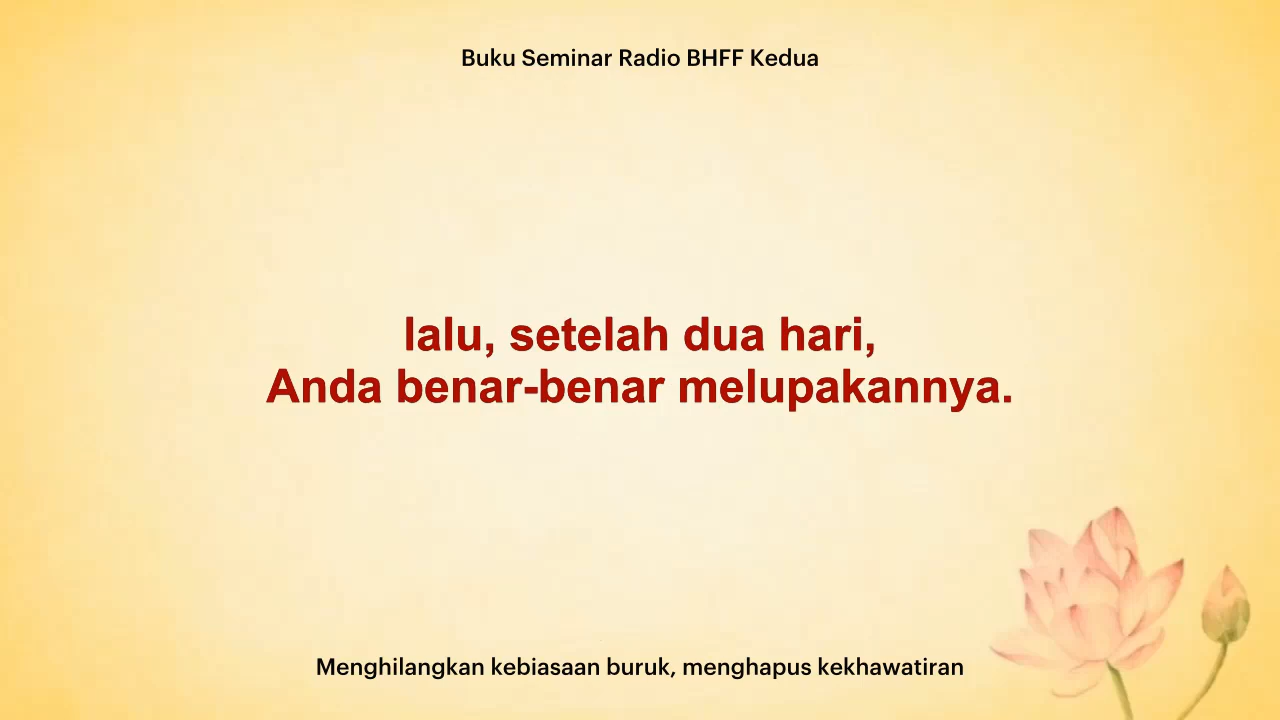 Buku Seminar Radio BHFF Kedua
lalu, setelah dua hari,
Anda benar-benar melupakannya.
Menghilangkan kebiasaan buruk, menghapus kekhawatiran